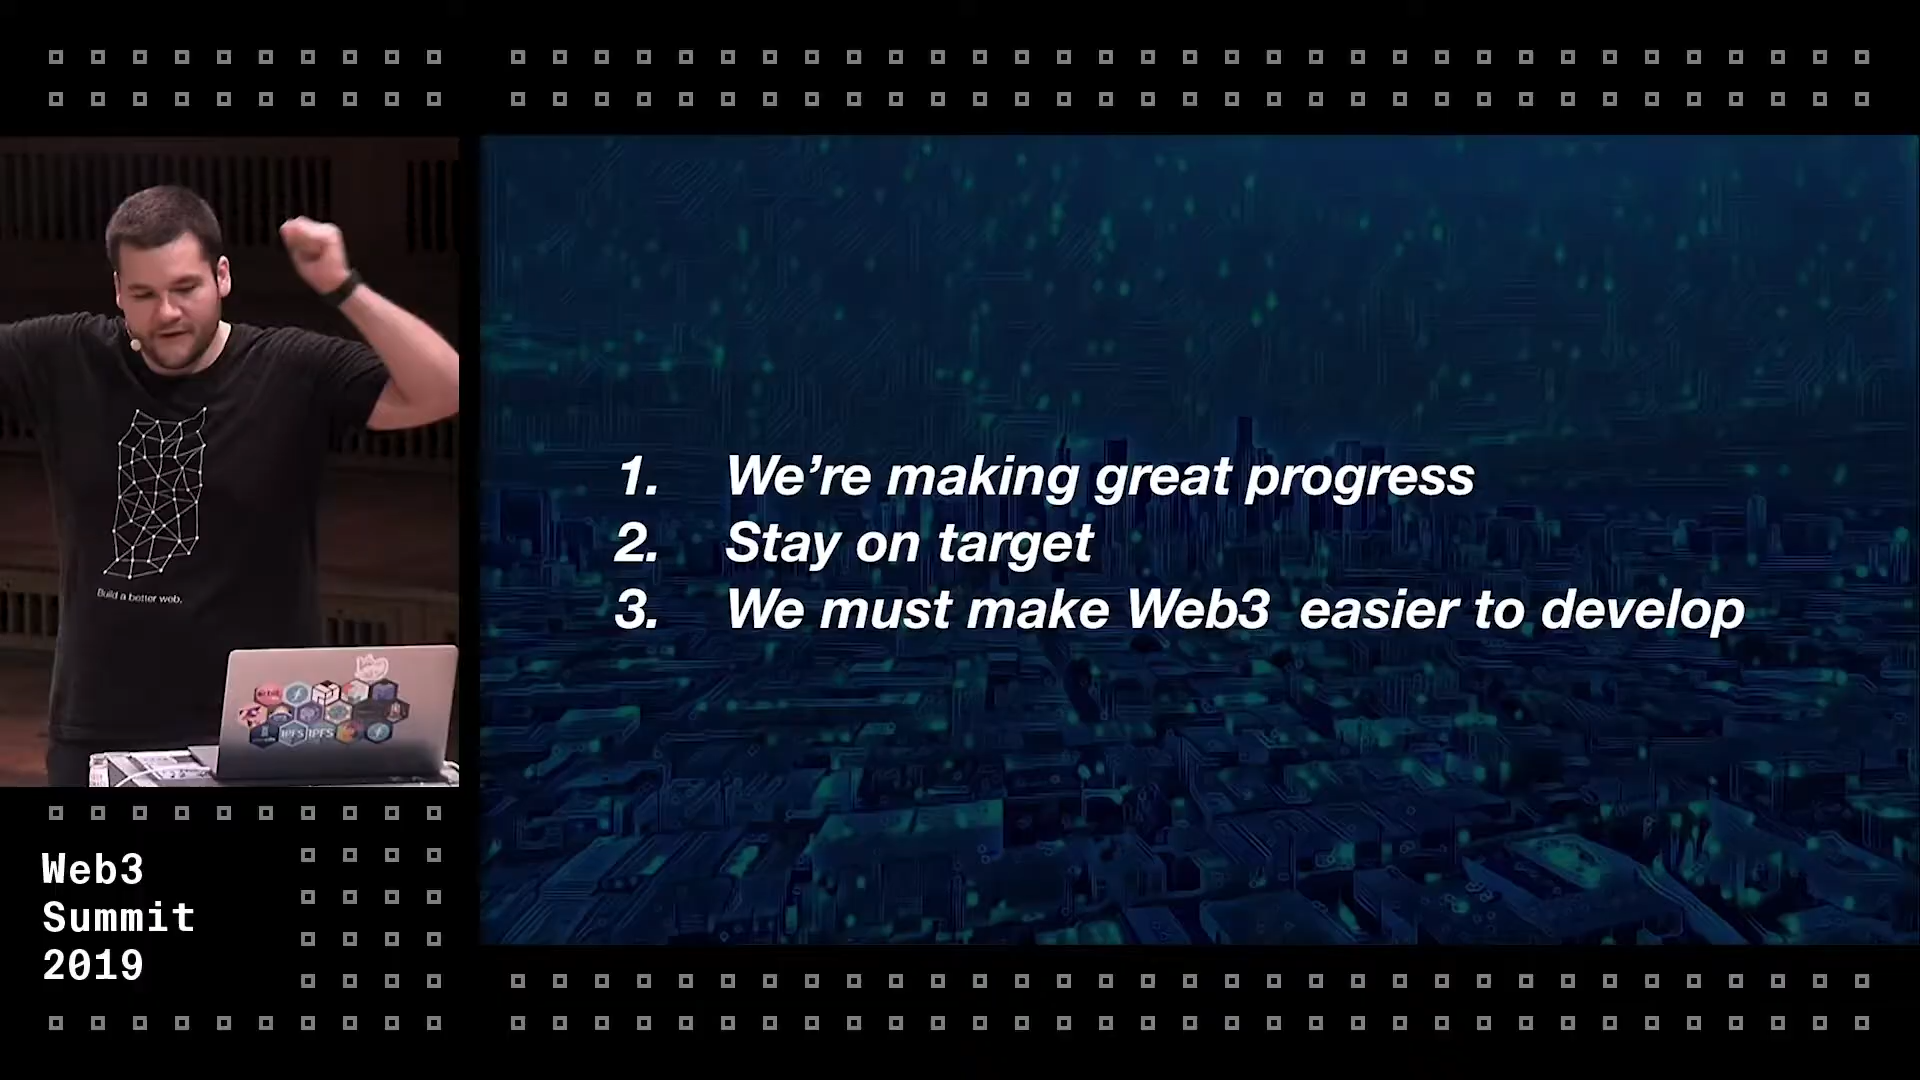 1. We're making great progress
2. Stay on target
3. We must make Web3 easier to develop
Build a better web.
IPFS IPFS
Web3
Summit
2019